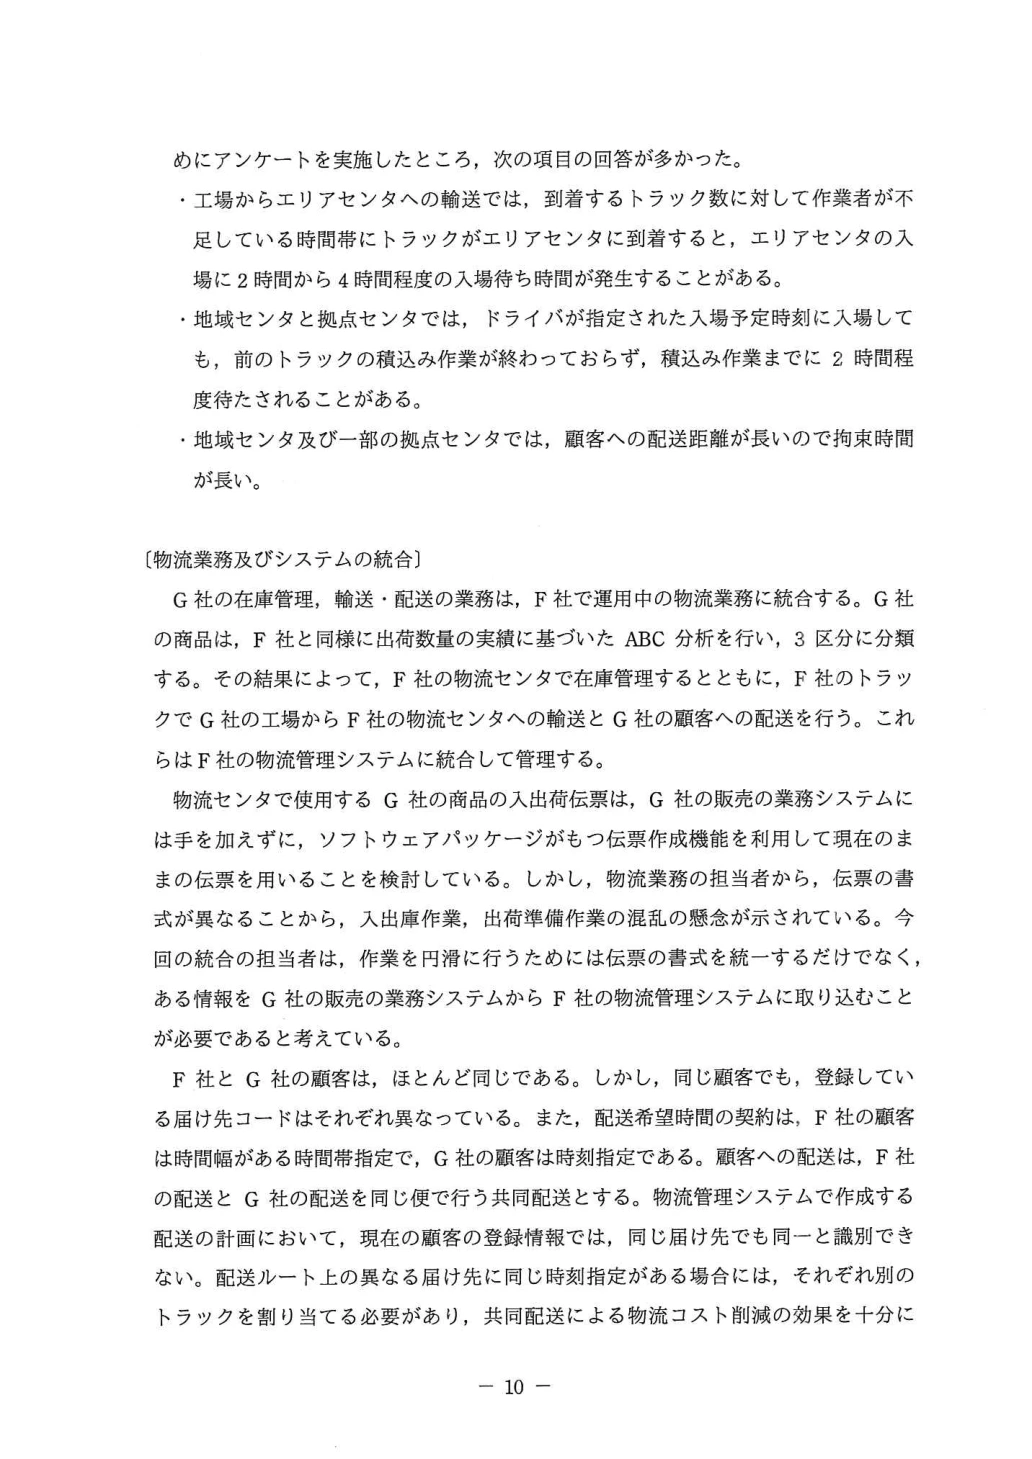 めにアンケートを実施したところ，次の項目の回答が多かった。
・工場からエリアセンタへの輸送では，到着するトラック数に対して作業者が不
足している時間帯にトラックがエリアセンタに到着すると，エリアセンタの入
場に 2 時間から 4 時間程度の入場待ち時間が発生することがある。
・地域センタと拠点センタでは，ドライバが指定された入場予定時刻に入場して
も，前のトラックの積込み作業が終わっておらず，積込み作業までに 2 時間程
度待たされることがある。
・地域センタ及び一部の拠点センタでは，顧客への配送距離が長いので拘束時間
が長い。
〔物流業務及びシステムの統合〕
G 社の在庫管理，輸送・配送の業務は，F 社で運用中の物流業務に統合する。G 社
の商品は，F 社と同様に出荷数量の実績に基づいた ABC 分析を行い，3 区分に分類
する。その結果によって，F 社の物流センタで在庫管理するとともに，F 社のトラッ
クで G 社の工場から F 社の物流センタへの輸送と G 社の顧客への配送を行う。これ
らは F 社の物流管理システムに統合して管理する。
物流センタで使用する G 社の商品の入出荷伝票は，G 社の販売の業務システムに
は手を加えずに，ソフトウェアパッケージがもつ伝票作成機能を利用して現在のま
まの伝票を用いることを検討している。しかし，物流業務の担当者から，伝票の書
式が異なることから，入出庫作業，出荷準備作業の混乱の懸念が示されている。今
回の統合の担当者は，作業を円滑に行うためには伝票の書式を統一するだけでなく，
ある情報を G 社の販売の業務システムから F 社の物流管理システムに取り込むこと
が必要であると考えている。
F 社と G 社の顧客は，ほとんど同じである。しかし，同じ顧客でも，登録してい
る届け先コードはそれぞれ異なっている。また，配送希望時間の契約は，F 社の顧客
は時間幅がある時間帯指定で，G 社の顧客は時刻指定である。顧客への配送は，F 社
の配送と G 社の配送を同じ便で行う共同配送とする。物流管理システムで作成する
配送の計画において，現在の顧客の登録情報では，同じ届け先でも同一と識別でき
ない。配送ルート上の異なる届け先に同じ時刻指定がある場合には，それぞれ別の
トラックを割り当てる必要があり，共同配送による物流コスト削減の効果を十分に
－ 10 －